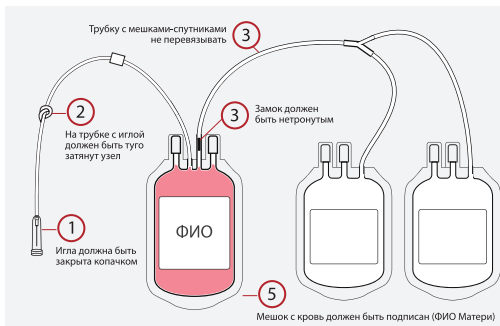 Трубку с мешками-спутниками
не перевязывать
3
2
На трубке с иглой
должен быть туго
затянут узел
3
Замок должен
быть нетронутым
1
Игла должна быть
закрыта копачком
ФИО
5
Мешок с кровь должен быть подписан (ФИО Матери)